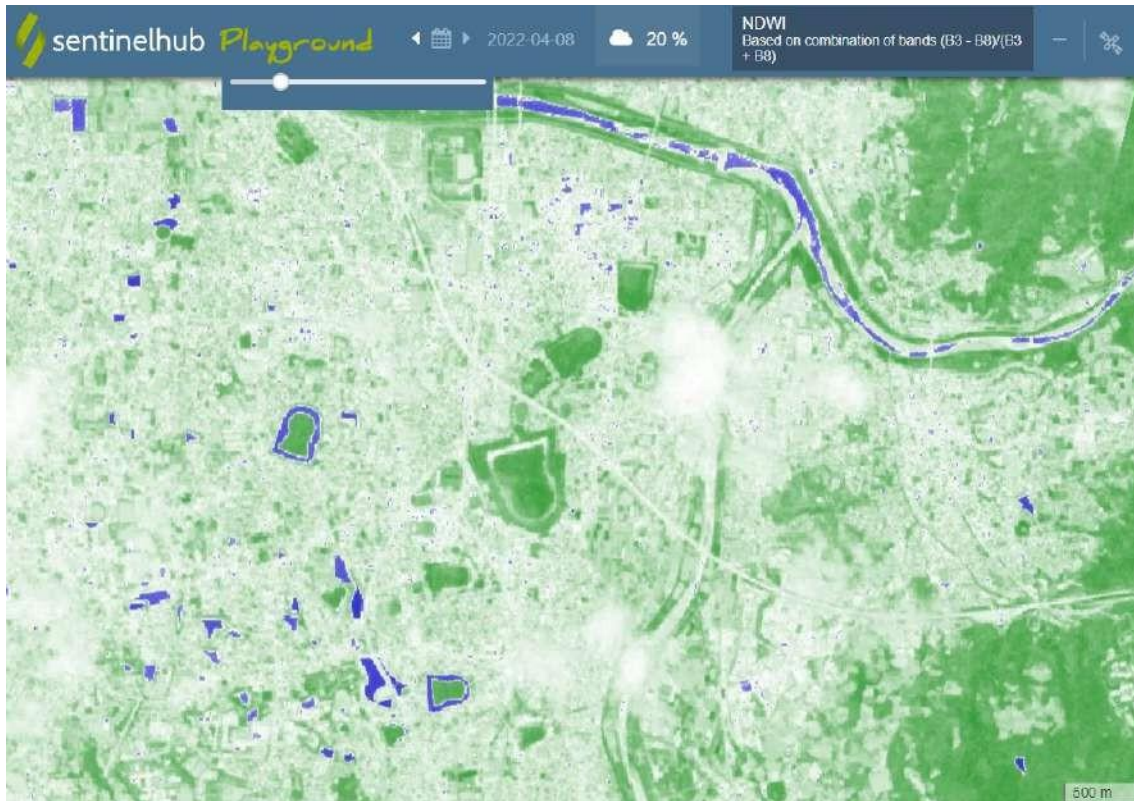 sentinelhub Playground
2022-04-08
20 %
NDWI
Based on combination of bands (B3 - B8)/(B3
+ B8)
500 m